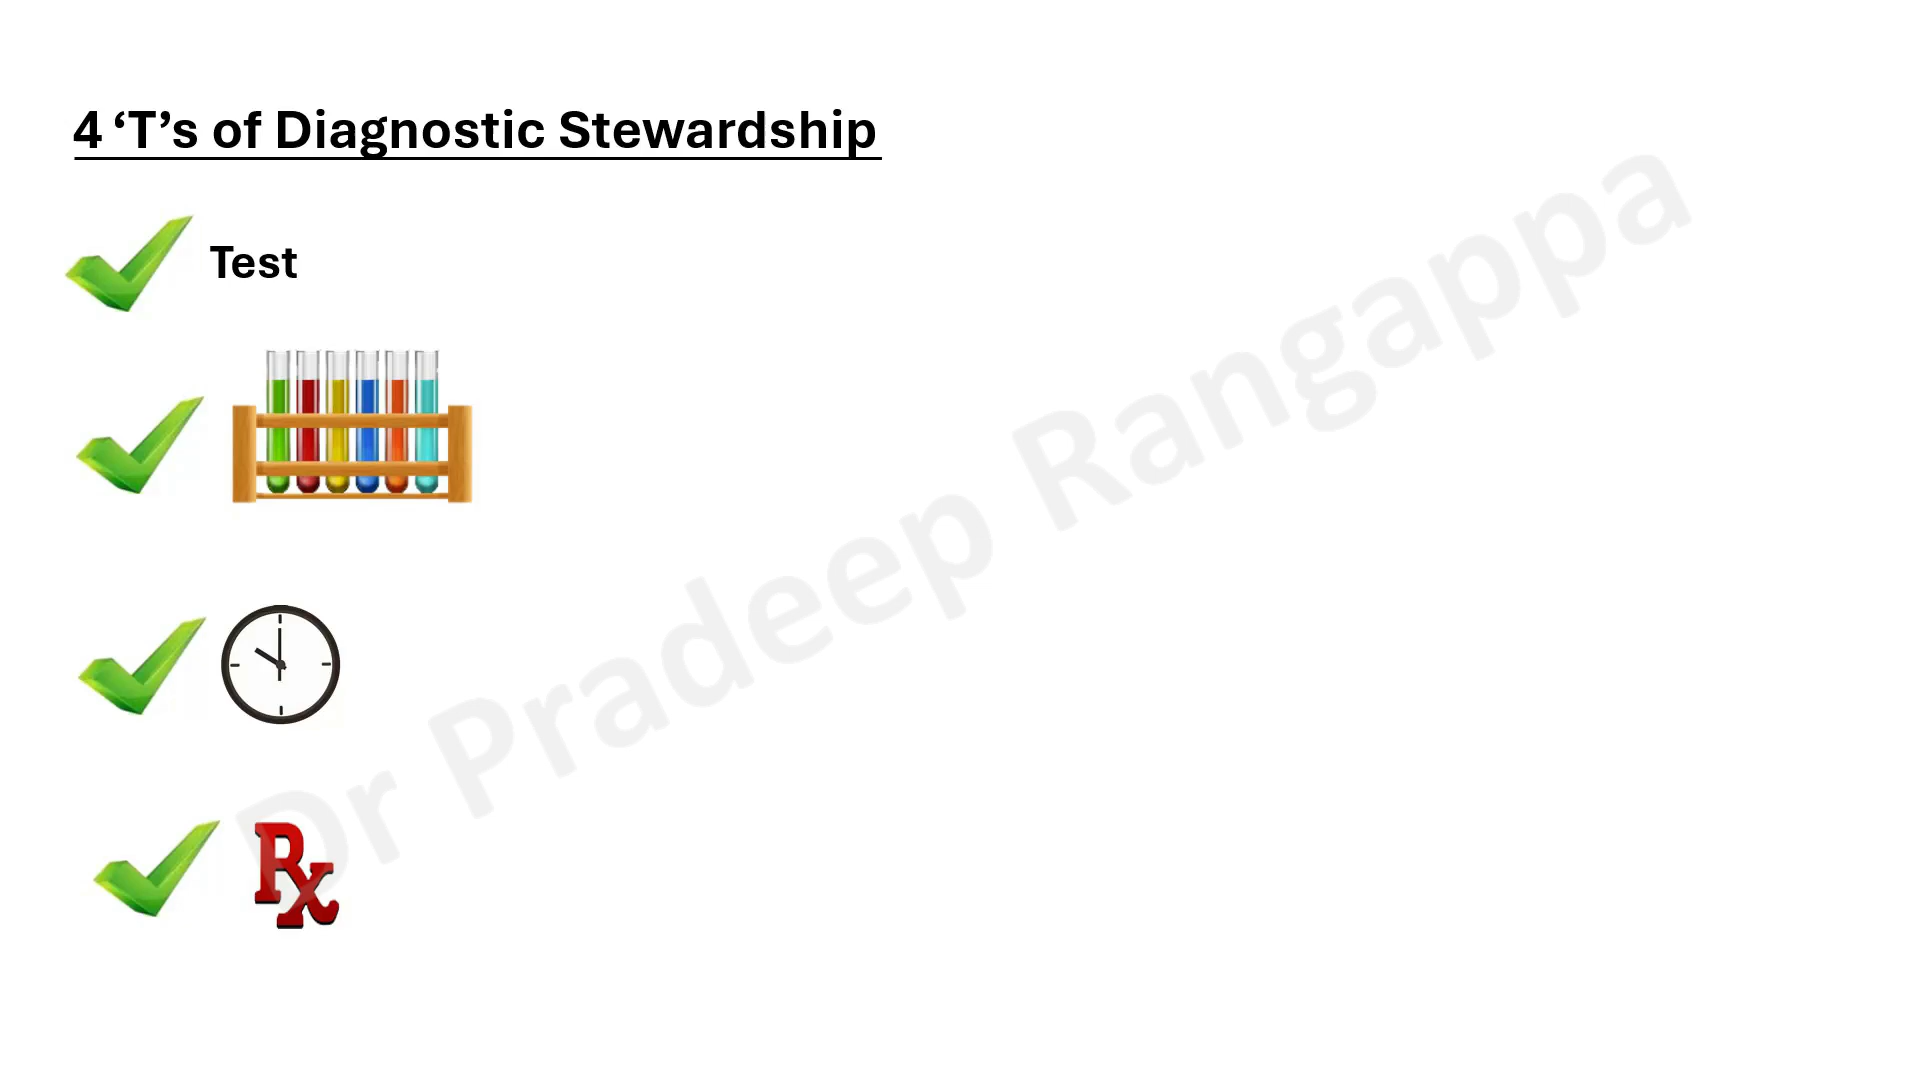 4 ‘T’s of Diagnostic Stewardship
Test
Rx
Dr Pradeep Rangappa